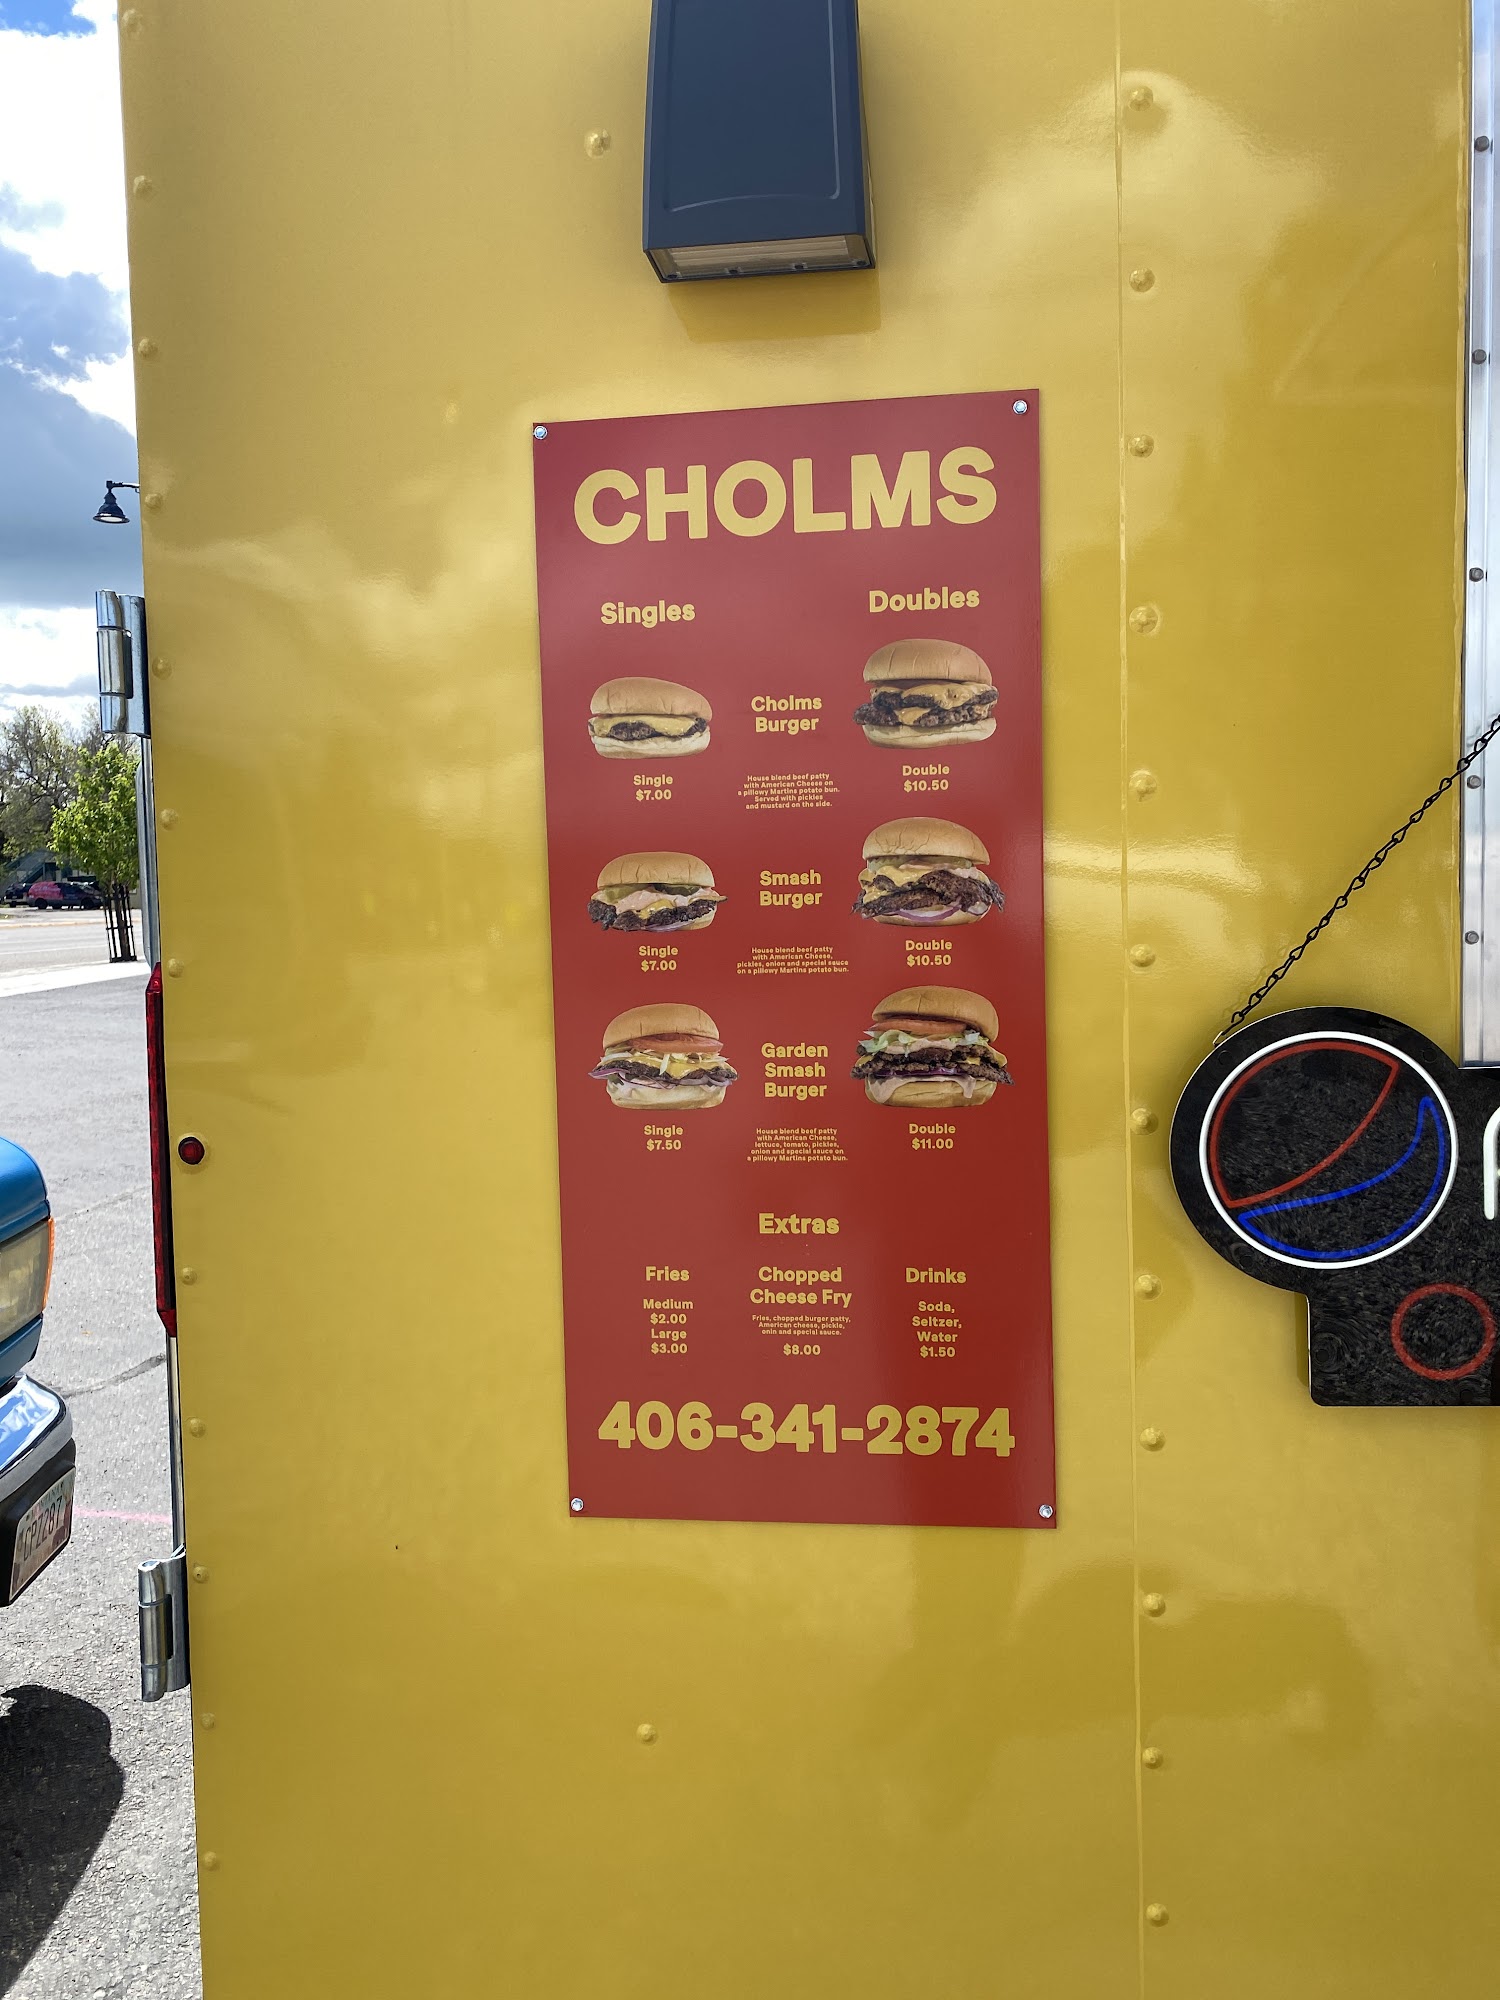 CHOLMS
Singles
Doubles
Cholms
Burger
Single
$7.00
House blend beef patty
with American Cheese on
a pillowy Martins potato bun.
Served with pickles
and mustard on the side.
Double
$10.50
Smash
Burger
Single
$7.00
House blend beef patty
with American Cheese,
pickles, onion and special sauce
on a pillowy Martins potato bun.
Double
$10.50
Garden
Smash
Burger
Single
$7.50
House blend beef patty
with American Cheese,
lettuce, tomato, pickles,
onion and special sauce on
a pillowy Martins potato bun.
Double
$11.00
Extras
Fries
Medium
$2.00
Large
$3.00
Chopped
Cheese Fry
Fries, chopped burger patty,
American cheese, pickle,
onin and special sauce.
$8.00
Drinks
Soda,
Seltzer,
Water
$1.50
406-341-2874